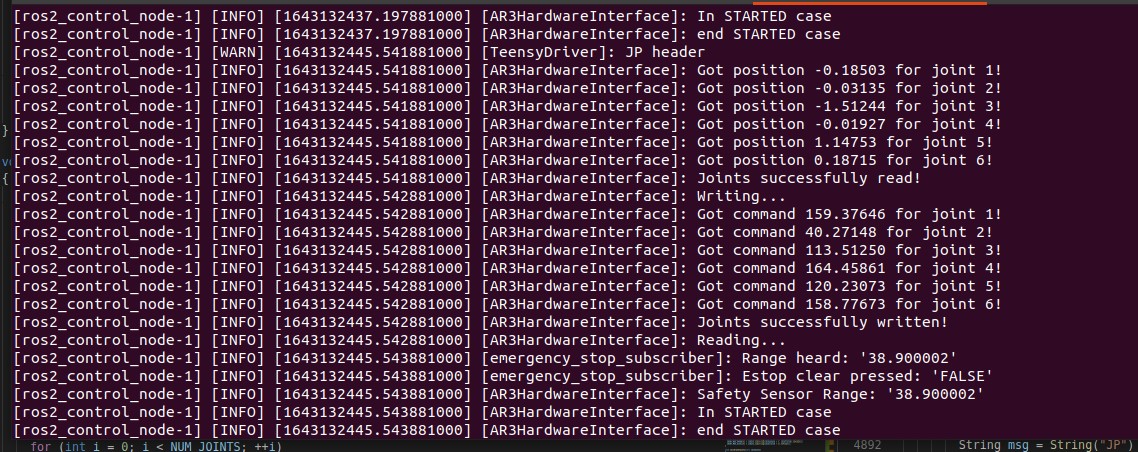 [ros2_control_node-1] [INFO] [1643132437.197881000] [AR3HardwareInterface]: In STARTED case
[ros2_control_node-1] [INFO] [1643132437.197881000] [AR3HardwareInterface]: end STARTED case
[ros2_control_node-1] [WARN] [1643132445.541881000] [TeensyDriver]: JP header
[ros2_control_node-1] [INFO] [1643132445.541881000] [AR3HardwareInterface]: Got position -0.18503 for joint 1!
[ros2_control_node-1] [INFO] [1643132445.541881000] [AR3HardwareInterface]: Got position -0.03135 for joint 2!
[ros2_control_node-1] [INFO] [1643132445.541881000] [AR3HardwareInterface]: Got position -1.51244 for joint 3!
[ros2_control_node-1] [INFO] [1643132445.541881000] [AR3HardwareInterface]: Got position -0.01927 for joint 4!
}
[ros2_control_node-1] [INFO] [1643132445.541881000] [AR3HardwareInterface]: Got position 1.14753 for joint 5!
[ros2_control_node-1] [INFO] [1643132445.541881000] [AR3HardwareInterface]: Got position 0.18715 for joint 6!
{ [ros2_control_node-1] [INFO] [1643132445.541881000] [AR3HardwareInterface]: Joints successfully read!
[ros2_control_node-1] [INFO] [1643132445.542881000] [AR3HardwareInterface]: Writing...
[ros2_control_node-1] [INFO] [1643132445.542881000] [AR3HardwareInterface]: Got command 159.37646 for joint 1!
[ros2_control_node-1] [INFO] [1643132445.542881000] [AR3HardwareInterface]: Got command 40.27148 for joint 2!
[ros2_control_node-1] [INFO] [1643132445.542881000] [AR3HardwareInterface]: Got command 113.51250 for joint 3!
[ros2_control_node-1] [INFO] [1643132445.542881000] [AR3HardwareInterface]: Got command 164.45861 for joint 4!
[ros2_control_node-1] [INFO] [1643132445.542881000] [AR3HardwareInterface]: Got command 120.23073 for joint 5!
[ros2_control_node-1] [INFO] [1643132445.542881000] [AR3HardwareInterface]: Got command 158.77673 for joint 6!
[ros2_control_node-1] [INFO] [1643132445.542881000] [AR3HardwareInterface]: Joints successfully written!
[ros2_control_node-1] [INFO] [1643132445.542881000] [AR3HardwareInterface]: Reading...
[ros2_control_node-1] [INFO] [1643132445.543881000] [emergency_stop_subscriber]: Range heard: '38.900002'
[ros2_control_node-1] [INFO] [1643132445.543881000] [emergency_stop_subscriber]: Estop clear pressed: 'FALSE'
[ros2_control_node-1] [INFO] [1643132445.543881000] [AR3HardwareInterface]: Safety Sensor Range: '38.900002'
[ros2_control_node-1] [INFO] [1643132445.543881000] [AR3HardwareInterface]: In STARTED case
[ros2_control_node-1] [INFO] [1643132445.543881000] [AR3HardwareInterface]: end STARTED case
for (int i = 0; i < NUM_JOINTS; ++i)
4892
String msg = String("JP")